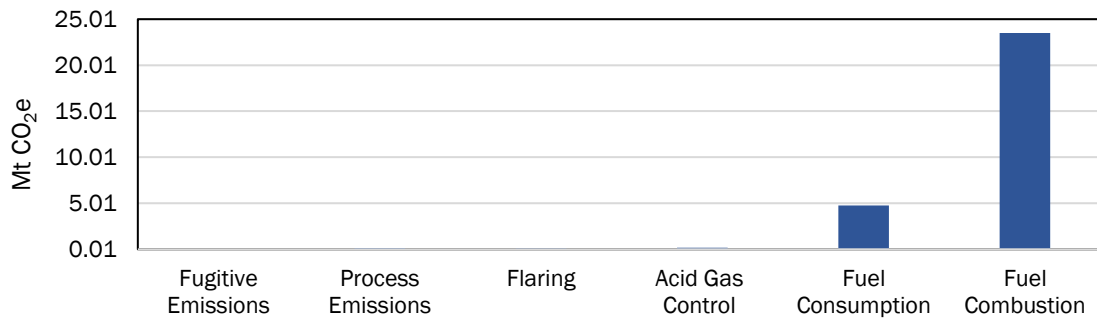 Mt CO₂e
25.01
20.01
15.01
10.01
5.01
0.01
Fugitive
Emissions
Process
Emissions
Flaring
Acid Gas
Control
Fuel
Consumption
Fuel
Combustion